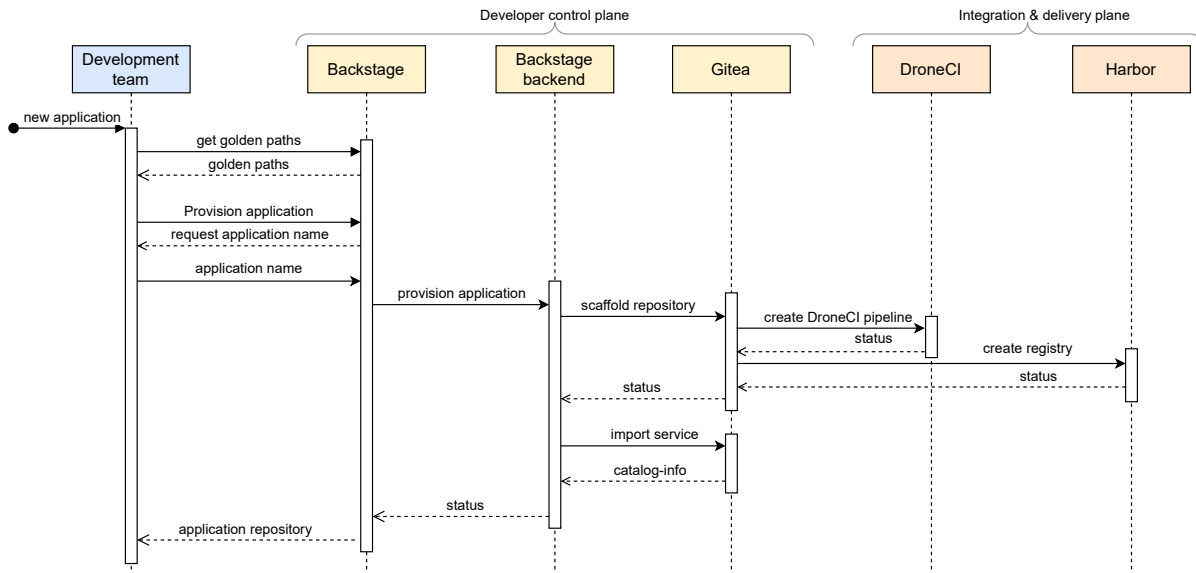 Developer control plane
Integration & delivery plane
Development
team
Backstage
Backstage
backend
Gitea
DroneCI
Harbor
new application
get golden paths
golden paths
Provision application
request application name
application name
provision application
scaffold repository
create DroneCI pipeline
status
create registry
status
status
import service
catalog-info
status
application repository